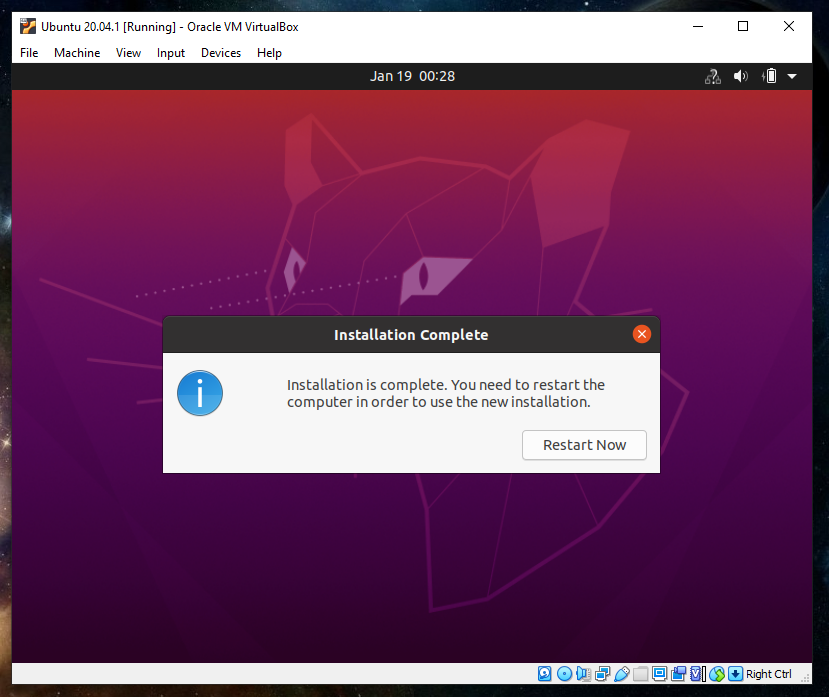 Ubuntu 20.04.1 [Running] - Oracle VM VirtualBox
File Machine View Input Devices Help
Jan 19 00:28
Installation Complete
Installation is complete. You need to restart the
computer in order to use the new installation.
Restart Now
Right Ctrl